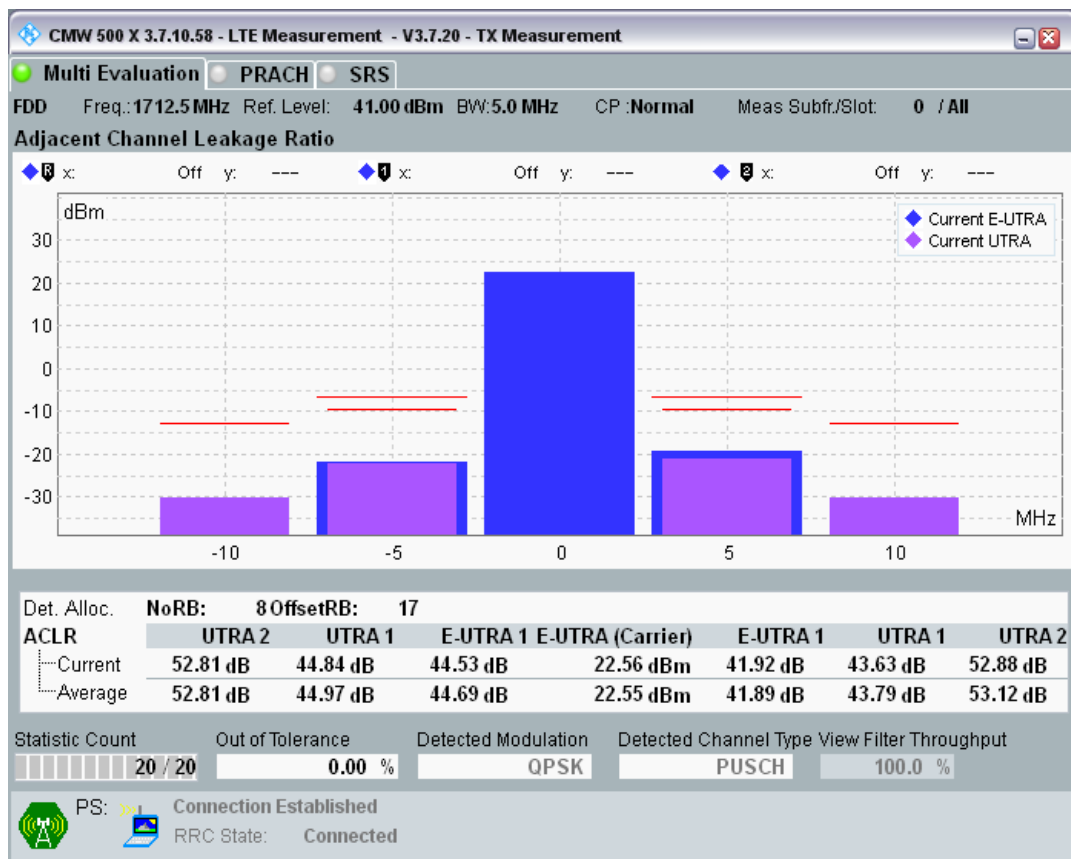 CMW 500 X 3.7.10.58 - LTE Measurement - V3.7.20 - TX Measurement
Multi Evaluation PRACH SRS
FDD Freq.:1712.5 MHz Ref. Level: 41.00 dBm BW:5.0 MHz CP :Normal Meas Subfr./Slot: 0 / All
Adjacent Channel Leakage Ratio
R x: Off y: --- 1 x: Off y: --- 2 x: Off y: ---
dBm
Current E-UTRA
Current UTRA
30
20
10
0
-10
-20
-30
MHz
-10 -5 0 5 10
Det. Alloc. NoRB: 8 OffsetRB: 17
ACLR UTRA 2 UTRA 1 E-UTRA 1 E-UTRA (Carrier) E-UTRA 1 UTRA 1 UTRA 2
Current 52.81 dB 44.84 dB 44.53 dB 22.56 dBm 41.92 dB 43.63 dB 52.88 dB
Average 52.81 dB 44.97 dB 44.69 dB 22.55 dBm 41.89 dB 43.79 dB 53.12 dB
Statistic Count Out of Tolerance Detected Modulation Detected Channel Type View Filter Throughput
20 / 20 0.00 % QPSK PUSCH 100.0 %
PS: Connection Established
RRC State: Connected